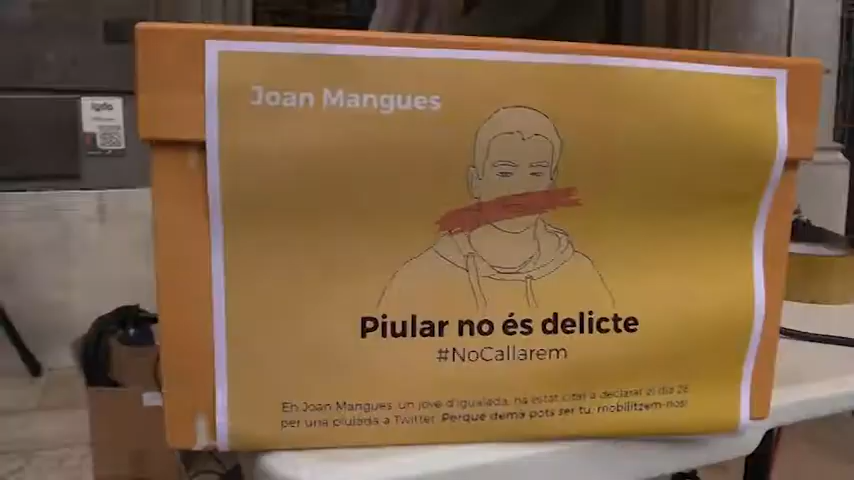 Joan Mangues
Piular no és delicte
#NoCallarem
En Joan Mangues, un jove d'Igualada, ha estat citat a declarar el dia 26
per una piulada a Twitter. Perquè demà pots ser tu, mobilitzem-nos!